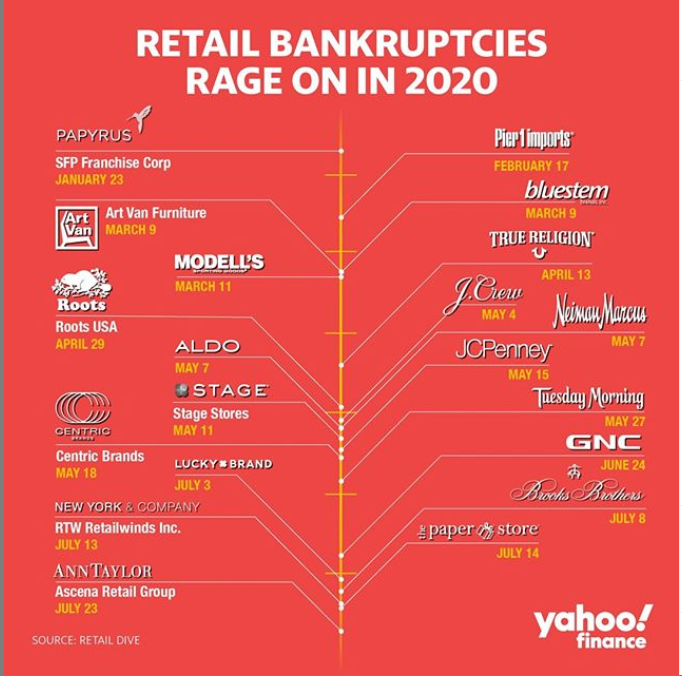 RETAIL BANKRUPTCIES
RAGE ON IN 2020
PAPYRUS
SFP Franchise Corp
JANUARY 23
Pier 1 imports
FEBRUARY 17
bluestem
MARCH 9
Art
Van
Art Van Furniture
MARCH 9
MODELL'S
SPORTING GOODS
MARCH 11
TRUE RELIGION
APRIL 13
Roots
Roots USA
APRIL 29
J.Crew
MAY 4
Neiman Marcus
MAY 7
ALDO
MAY 7
STAGE
Stage Stores
MAY 11
JCPenney
MAY 15
CENTRIC
BRANDS
Centric Brands
MAY 18
Tuesday Morning
MAY 27
GNC
JUNE 24
LUCKY BRAND
JULY 3
Brooks Brothers
JULY 8
NEW YORK & COMPANY
RTW Retailwinds Inc.
JULY 13
the paper store
JULY 14
ANN TAYLOR
Ascena Retail Group
JULY 23
SOURCE: RETAIL DIVE
yahoo!
finance